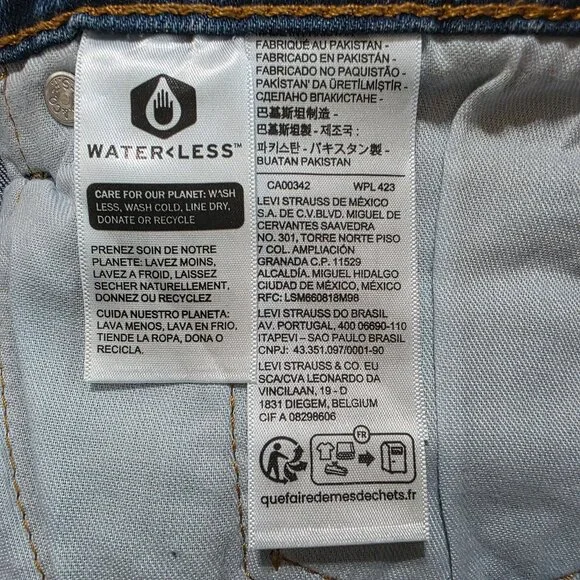 WATER<LESS™
CARE FOR OUR PLANET: WASH
LESS, WASH COLD, LINE DRY,
DONATE OR RECYCLE
PRENEZ SOIN DE NOTRE
PLANETE: LAVEZ MOINS,
LAVEZ A FROID, LAISSEZ
SECHER NATURELLEMENT.
DONNEZ OU RECYCLEZ
CUIDA NUESTRO PLANETA:
LAVA MENOS, LAVA EN FRIO.
TIENDE LA ROPA, DONA O
RECICLA.
FABRIQUÉ AU PAKISTAN -
FABRICADO EN PAKISTÁN -
FABRICADO NO PAQUISTÃO -
PAKİSTAN' DA ÜRETİLMİŞTİR -
СДЕЛАНО ВПАКИСТАНЕ -
巴基斯坦制造 -
巴基斯坦製 - 제조국 :
파키스탄 - パキスタン製 -
BUATAN PAKISTAN
CA00342 WPL 423
LEVI STRAUSS DE MÉXICO
S.A. DE C.V.BLVD. MIGUEL DE
CERVANTES SAAVEDRA
NO. 301, TORRE NORTE PISO
7 COL. AMPLIACIÓN
GRANADA C.P. 11529
ALCALDÍA. MIGUEL HIDALGO
CIUDAD DE MÉXICO, MÉXICO
RFC: LSM660818M98
LEVI STRAUSS DO BRASIL
AV. PORTUGAL, 400 06690-110
ITAPEVI – SAO PAULO BRASIL
CNPJ: 43.351.097/0001-90
LEVI STRAUSS & CO. EU
SCA/CVA LEONARDO DA
VINCILAAN, 19 - D
1831 DIEGEM, BELGIUM
CIF A 08298606
FR
quefairedemesdechets.fr